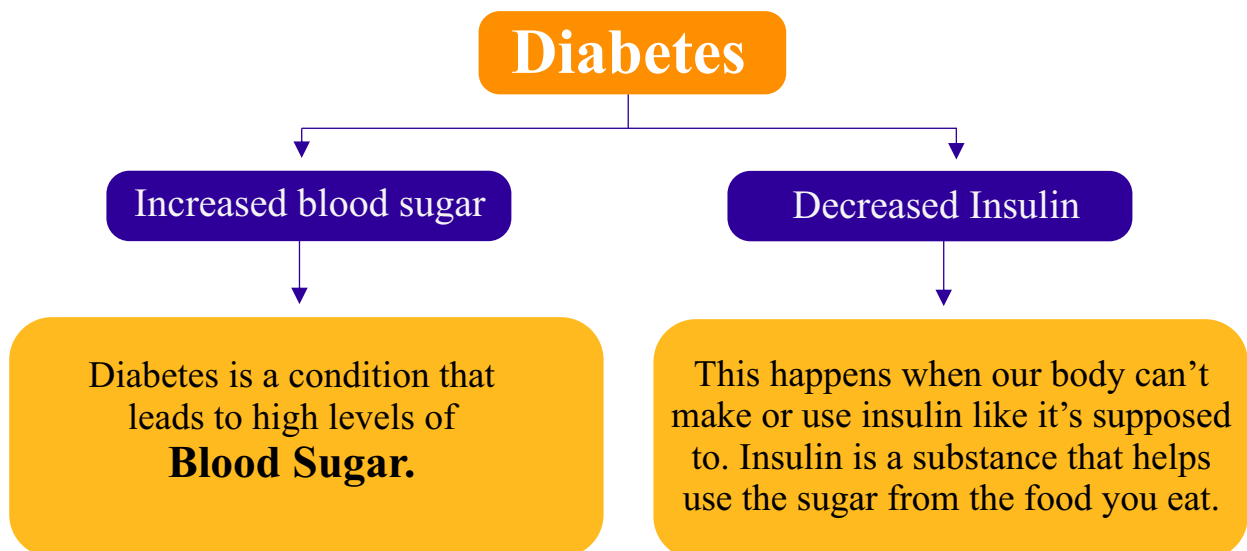 Diabetes
Increased blood sugar
Decreased Insulin
Diabetes is a condition that
leads to high levels of
Blood Sugar.
This happens when our body can’t
make or use insulin like it’s supposed
to. Insulin is a substance that helps
use the sugar from the food you eat.